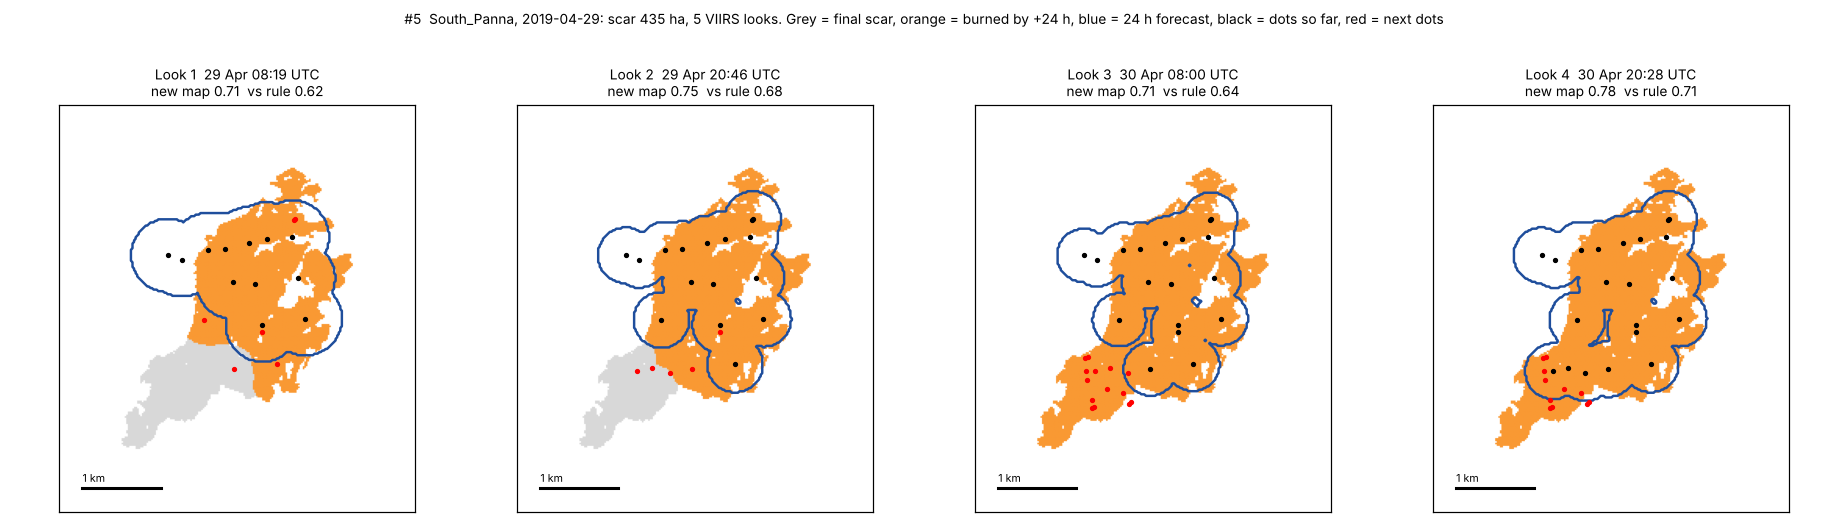 #5 South_Panna, 2019-04-29: scar 435 ha, 5 VIIRS looks. Grey = final scar, orange = burned by +24 h, blue = 24 h forecast, black = dots so far, red = next dots
Look 1 29 Apr 08:19 UTC
new map 0.71 vs rule 0.62
Look 2 29 Apr 20:46 UTC
new map 0.75 vs rule 0.68
Look 3 30 Apr 08:00 UTC
new map 0.71 vs rule 0.64
Look 4 30 Apr 20:28 UTC
new map 0.78 vs rule 0.71
1 km
1 km
1 km
1 km